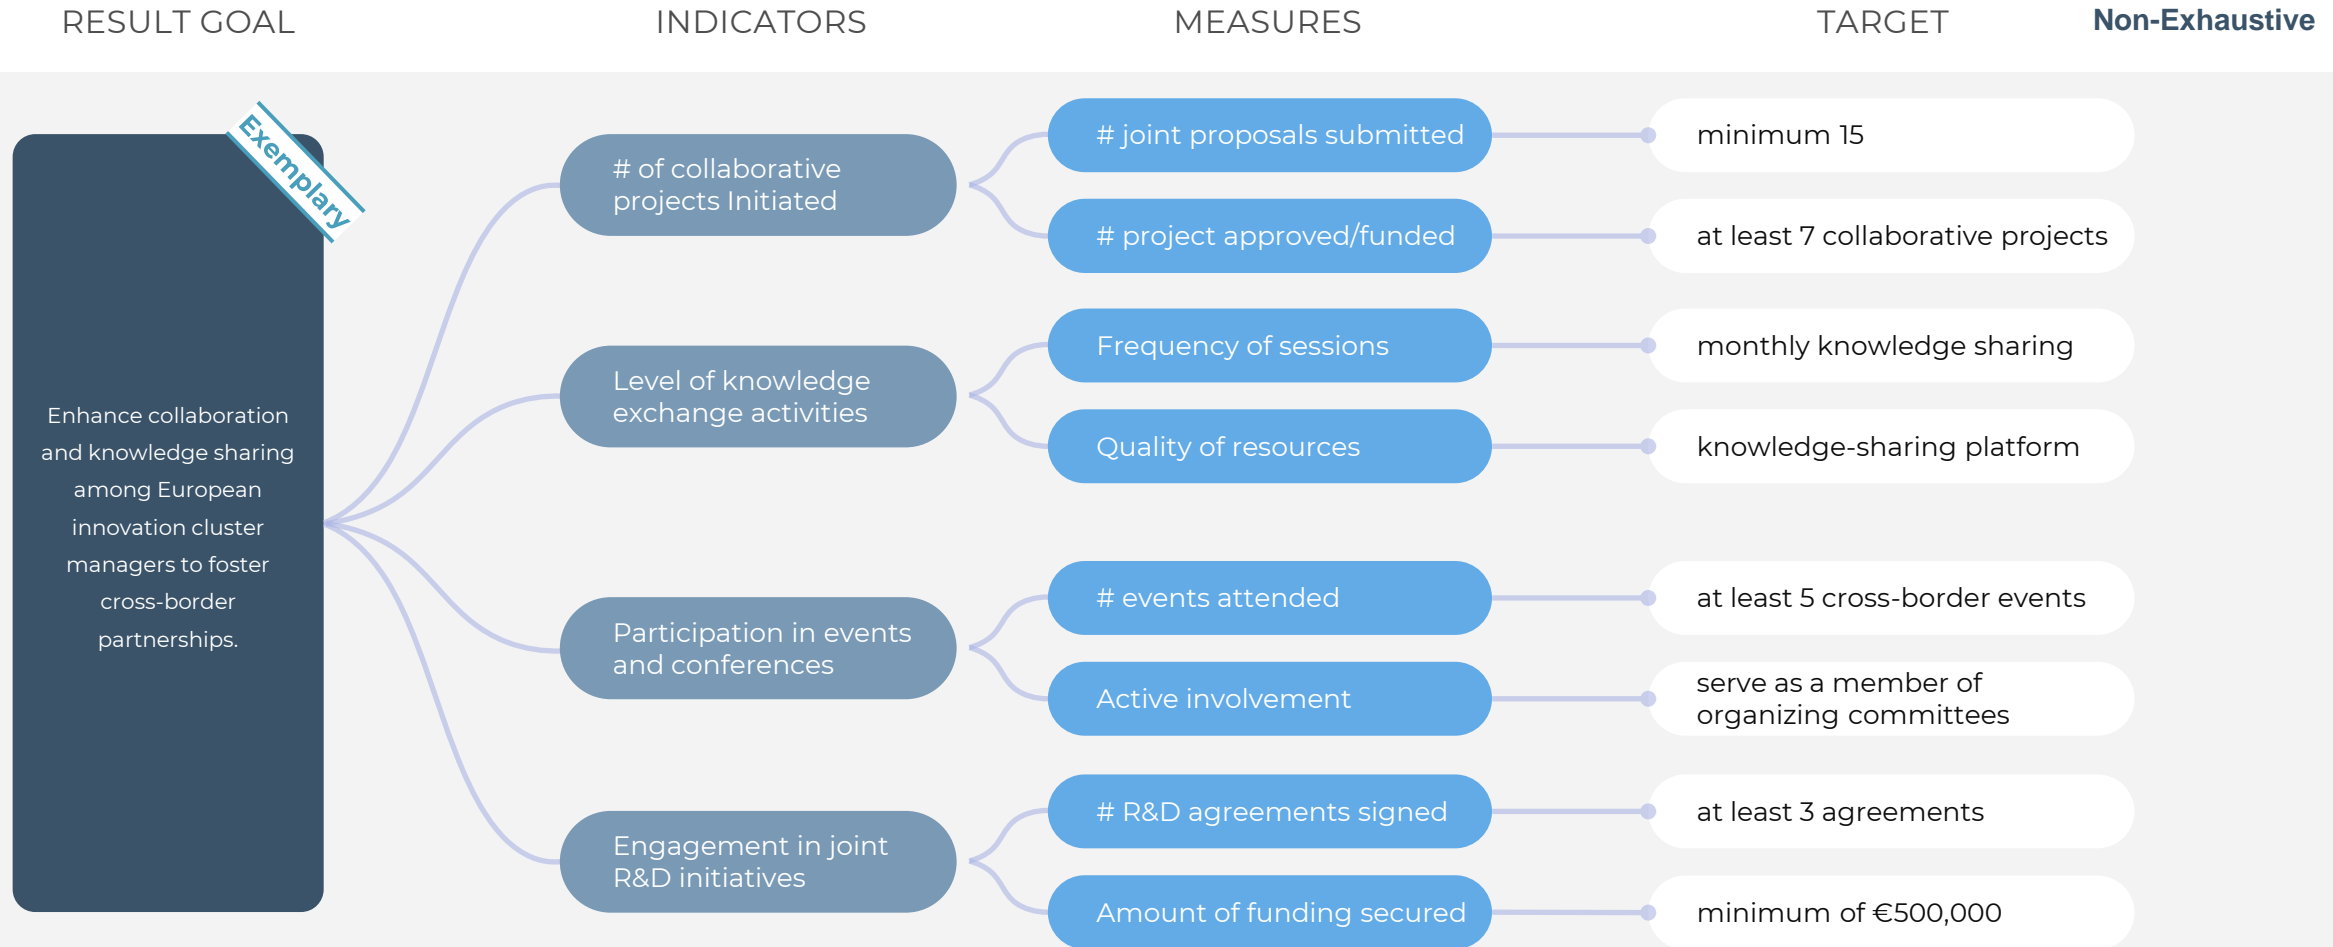 RESULT GOAL
INDICATORS
MEASURES
TARGET
Non-Exhaustive
Exemplary
Enhance collaboration
and knowledge sharing
among European
innovation cluster
managers to foster
cross-border
partnerships.
# of collaborative
projects Initiated
# joint proposals submitted
minimum 15
# project approved/funded
at least 7 collaborative projects
Level of knowledge
exchange activities
Frequency of sessions
monthly knowledge sharing
Quality of resources
knowledge-sharing platform
Participation in events
and conferences
# events attended
at least 5 cross-border events
Active involvement
serve as a member of
organizing committees
Engagement in joint
R&D initiatives
# R&D agreements signed
at least 3 agreements
Amount of funding secured
minimum of €500,000